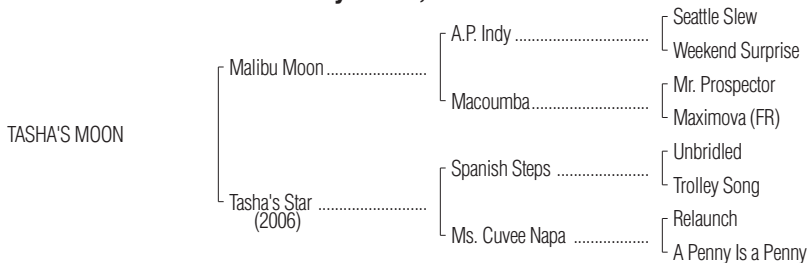 Seattle Slew
A.P. Indy ..................................
Weekend Surprise
Malibu Moon .........................
Mr. Prospector
Macoumba ..............................
Maximova (FR)
TASHA'S MOON
Unbridled
Spanish Steps .......................
Trolley Song
Tasha's Star ...........................
(2006)
Relaunch
Ms. Cuvee Napa ...................
A Penny Is a Penny